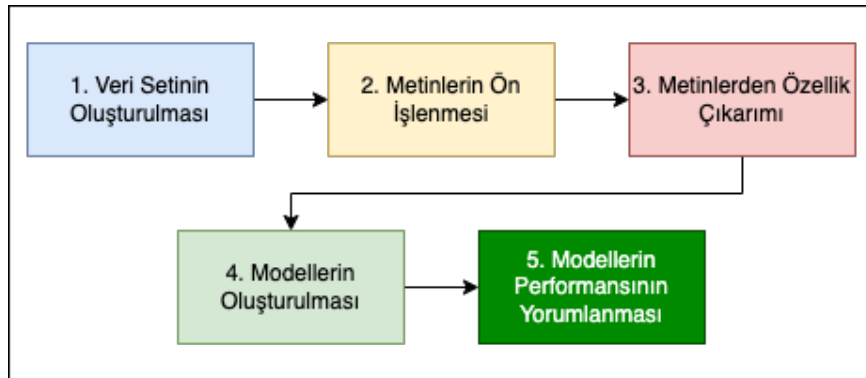 1. Veri Setinin
Oluşturulması
2. Metinlerin Ön
İşlenmesi
3. Metinlerden Özellik
Çıkarımı
4. Modellerin
Oluşturulması
5. Modellerin
Performansının
Yorumlanması